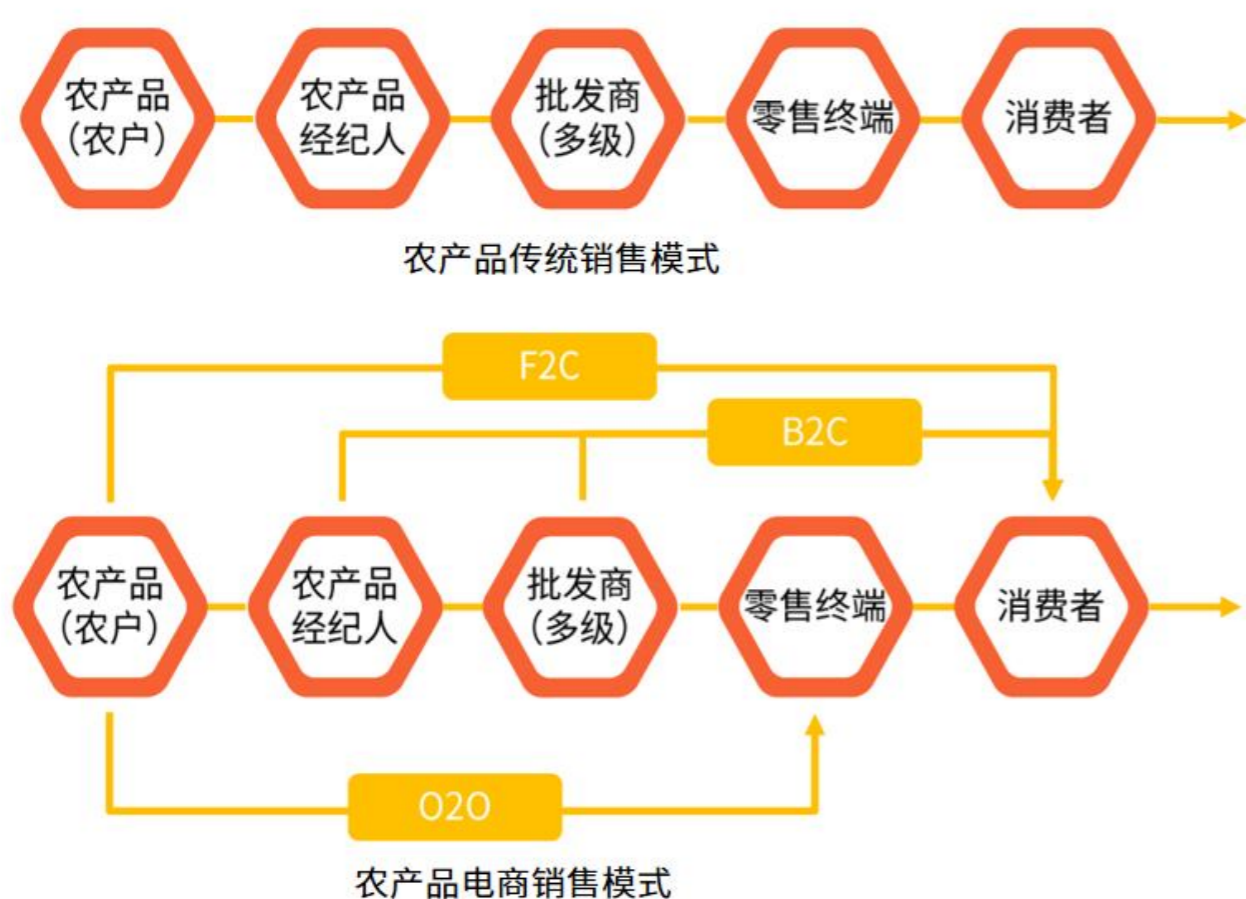 农产品
（农户）
农产品
经纪人
批发商
（多级）
零售终端
消费者
农产品传统销售模式
F2C
B2C
农产品
（农户）
农产品
经纪人
批发商
（多级）
零售终端
消费者
O2O
农产品电商销售模式